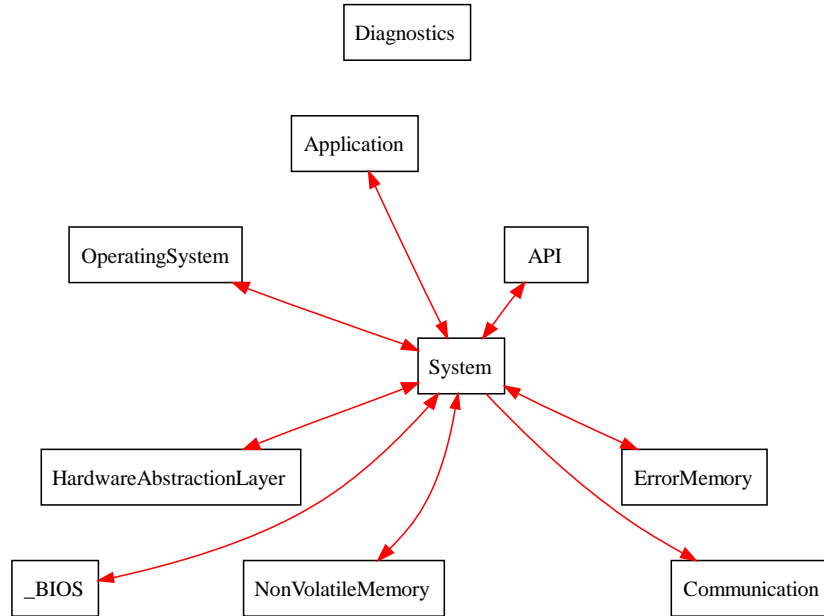 Diagnostics
Application
OperatingSystem
API
System
HardwareAbstractionLayer
ErrorMemory
_BIOS
NonVolatileMemory
Communication